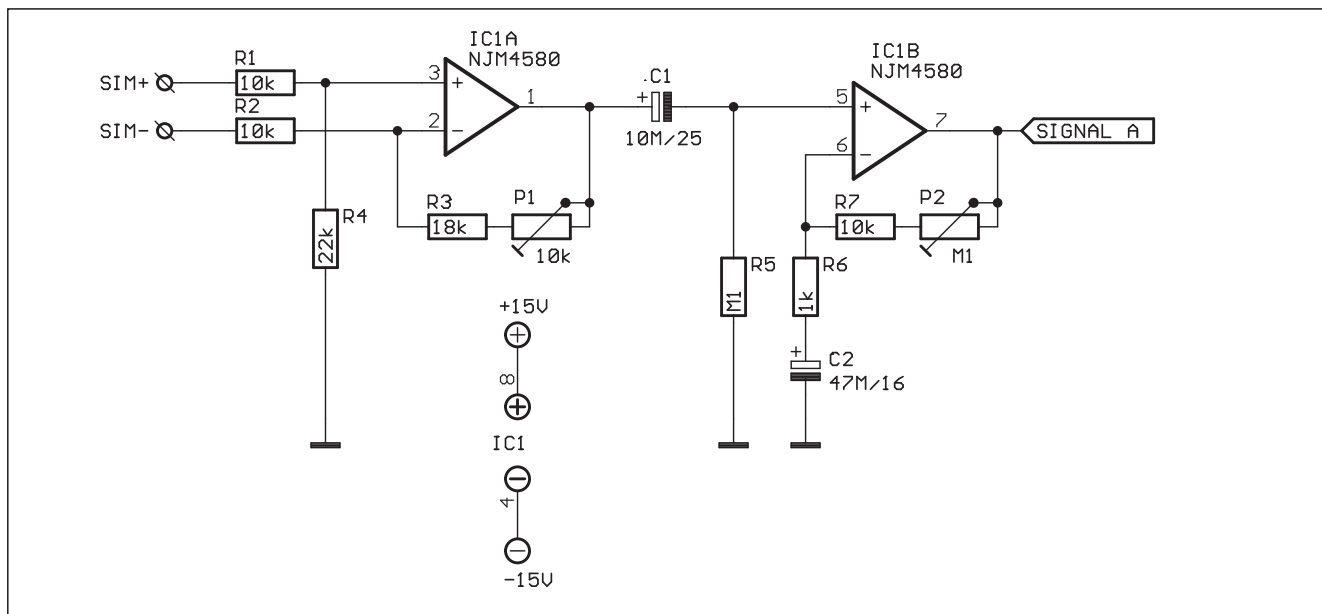 IC1A
NJM4580
R1
SIM+
10k
3
+
1
R2
SIM-
10k
2
−
.C1
+
10M/25
IC1B
NJM4580
5
+
7
6
−
SIGNAL A
R4
22k
R3
18k
P1
10k
R7
10k
P2
M1
R5
M1
R6
1k
+
C2
47M/16
+15V
+
8
+
IC1
−
4
−
-15V